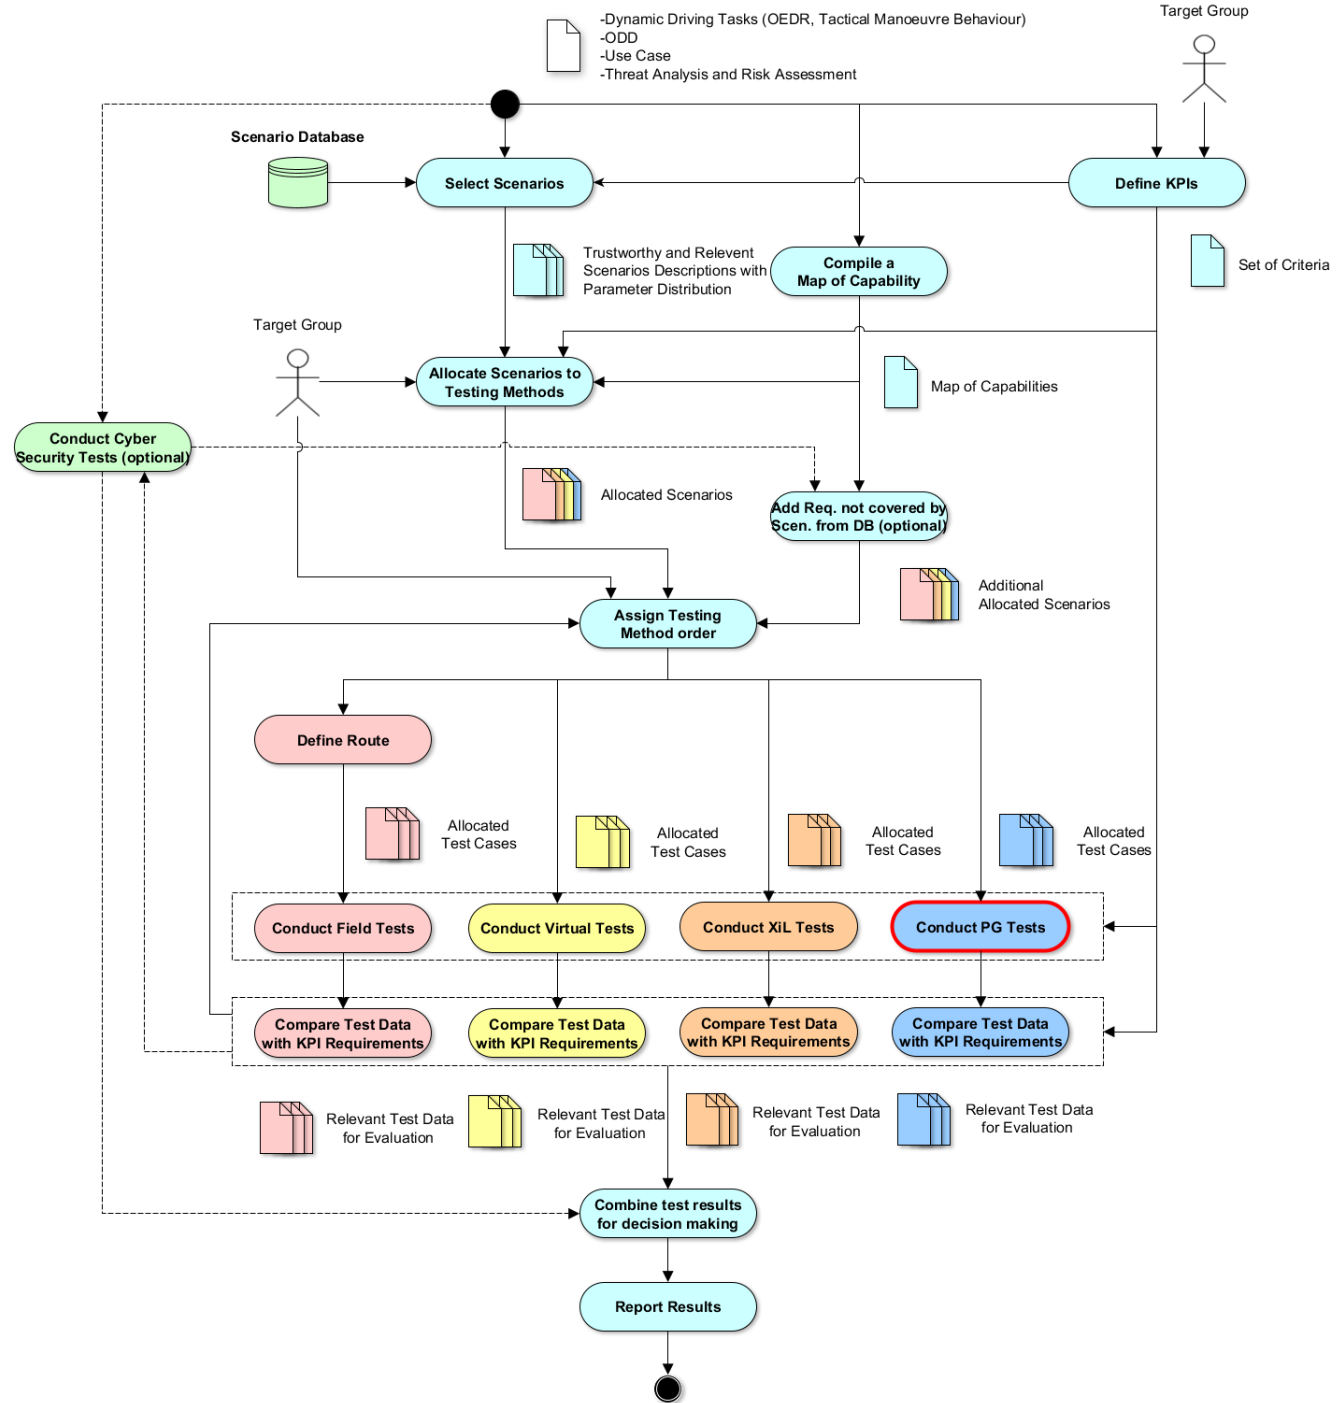 -Dynamic Driving Tasks (OEDR, Tactical Manoeuvre Behaviour)
-ODD
-Use Case
-Threat Analysis and Risk Assessment
Target Group
Scenario Database
Select Scenarios
Define KPIs
Trustworthy and Relevent
Scenarios Descriptions with
Parameter Distribution
Compile a
Map of Capability
Set of Criteria
Target Group
Allocate Scenarios to
Testing Methods
Map of Capabilities
Conduct Cyber
Security Tests (optional)
Allocated Scenarios
Add Req. not covered by
Scen. from DB (optional)
Additional
Allocated Scenarios
Assign Testing
Method order
Define Route
Allocated
Test Cases
Allocated
Test Cases
Allocated
Test Cases
Allocated
Test Cases
Conduct Field Tests
Conduct Virtual Tests
Conduct XiL Tests
Conduct PG Tests
Compare Test Data
with KPI Requirements
Compare Test Data
with KPI Requirements
Compare Test Data
with KPI Requirements
Compare Test Data
with KPI Requirements
Relevant Test Data
for Evaluation
Relevant Test Data
for Evaluation
Relevant Test Data
for Evaluation
Relevant Test Data
for Evaluation
Combine test results
for decision making
Report Results